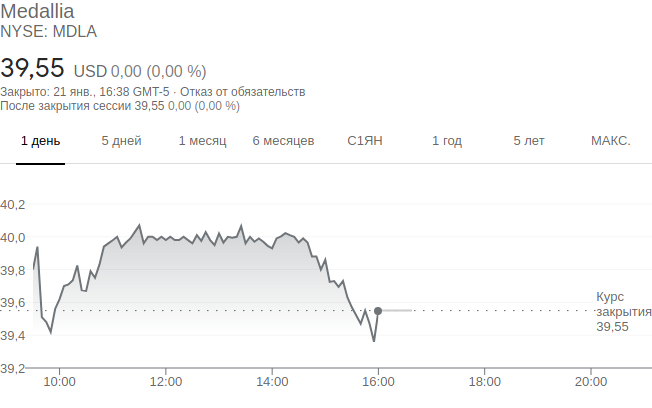 Medallia
NYSE: MDLA
39,55 USD 0,00 (0,00 %)
Закрыто: 21 янв., 16:38 GMT-5 · Отказ от обязательств
После закрытия сессии 39,55 0,00 (0,00 %)
1 день 5 дней 1 месяц 6 месяцев С1ЯН 1 год 5 лет МАКС.
40,2
40,0
39,8
39,6
39,4
39,2
Курс
закрытия
39,55
10:00 12:00 14:00 16:00 18:00 20:00